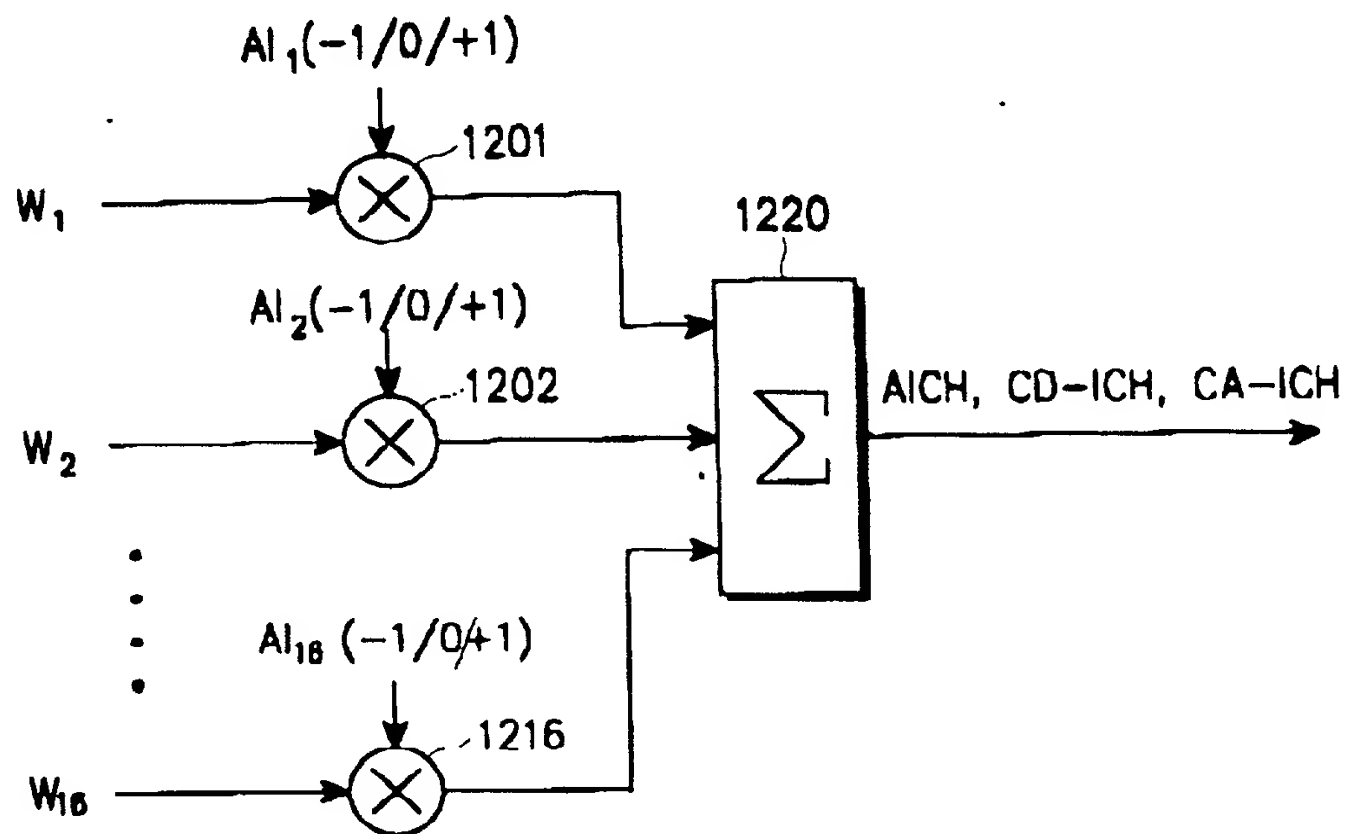 AI₁(-1/0/+1)
1201
W₁
1220
AI₂(-1/0/+1)
1202
AICH, CD-ICH, CA-ICH
W₂
Σ
AI₁₆ (-1/0/+1)
1216
W₁₆